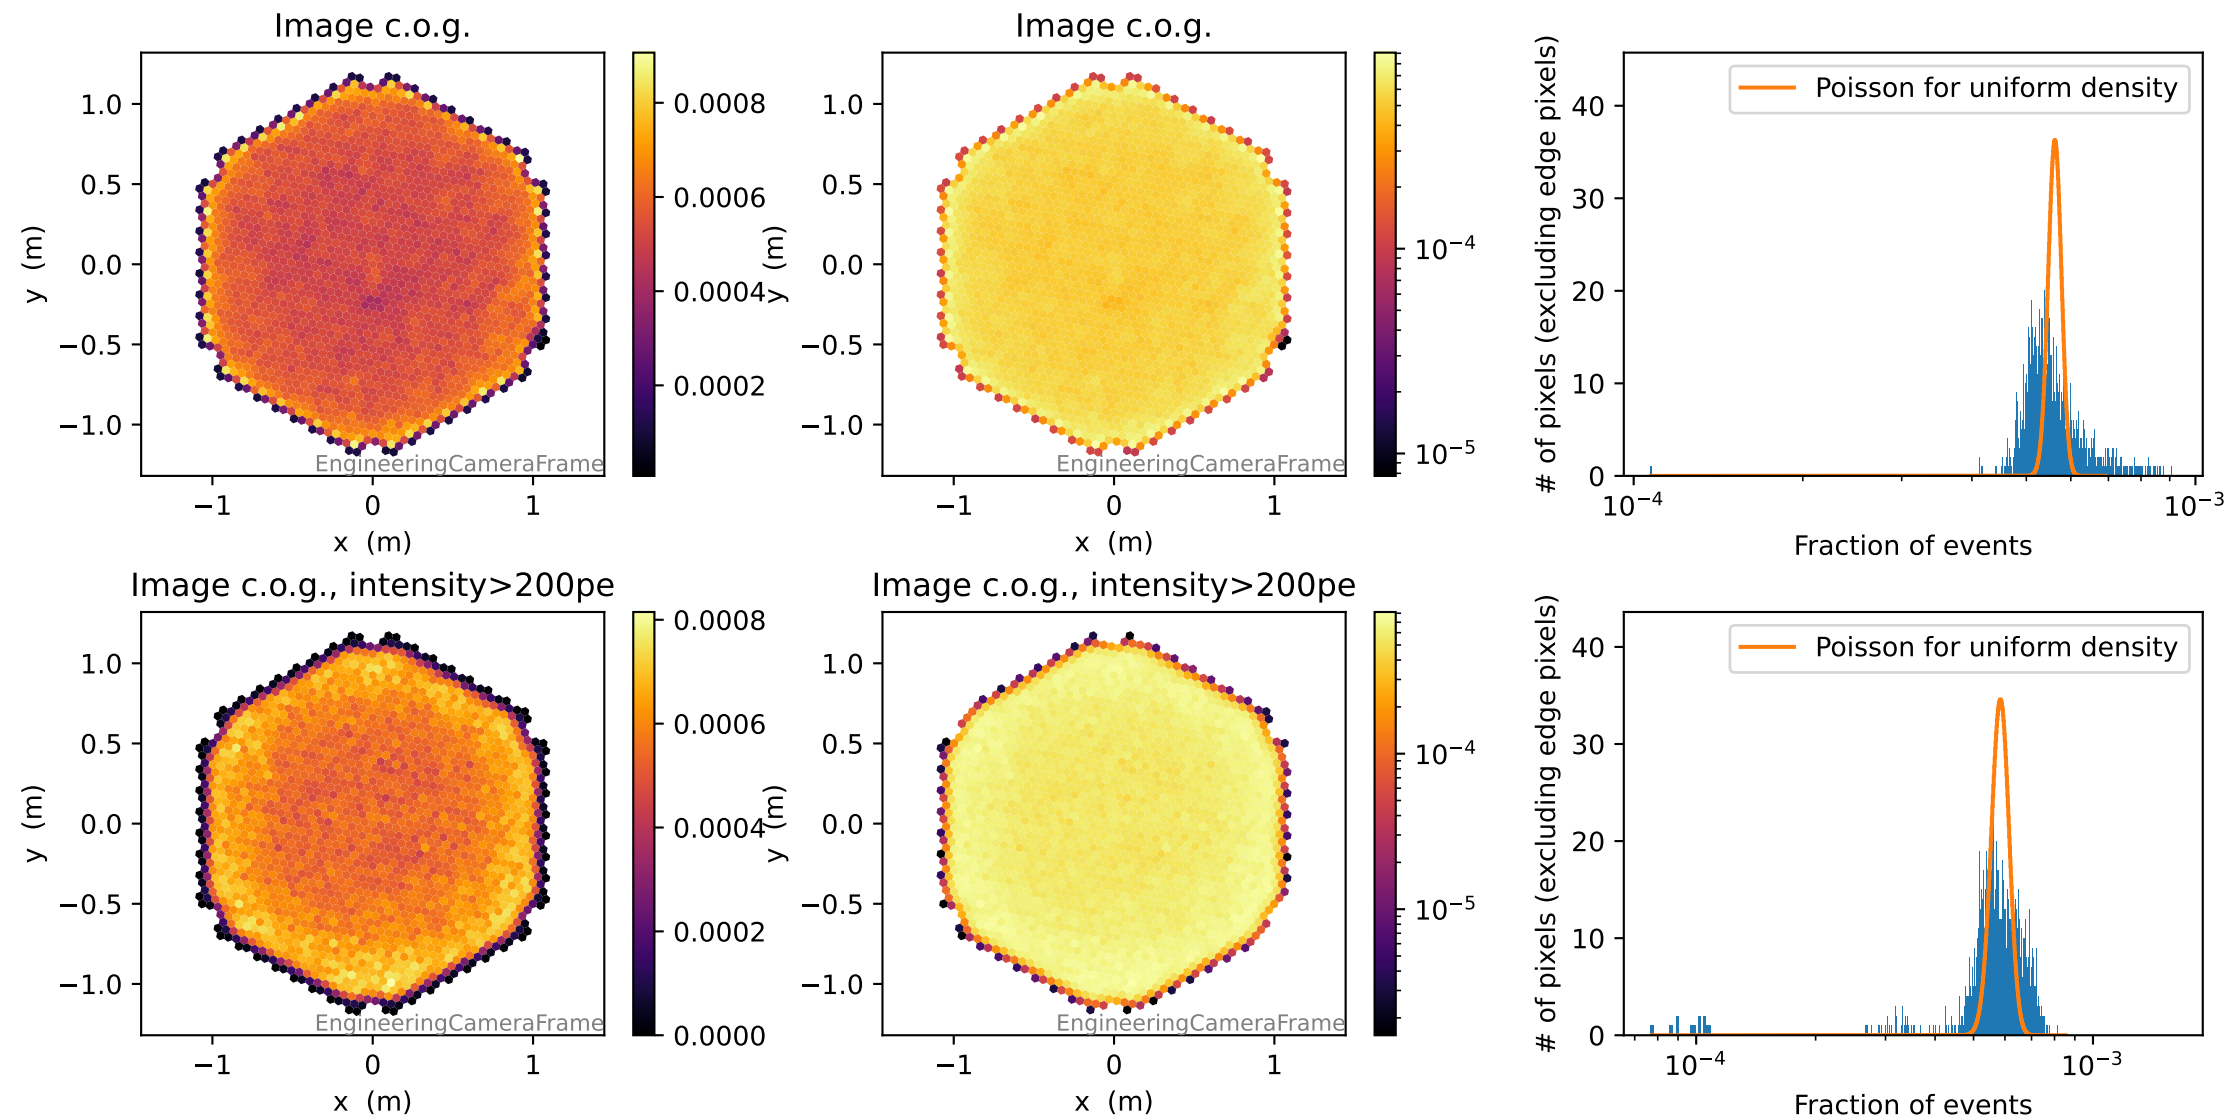 Image c.o.g.
1.0
0.5
0.0
−0.5
−1.0
y (m)
−1
0
1
x (m)
EngineeringCameraFrame
0.0008
0.0006
0.0004
0.0002
Image c.o.g.
1.0
0.5
0.0
−0.5
−1.0
y (m)
−1
0
1
x (m)
EngineeringCameraFrame
10⁻⁴
10⁻⁵
# of pixels (excluding edge pixels)
40
30
20
10
0
Poisson for uniform density
10⁻⁴
10⁻³
Fraction of events
Image c.o.g., intensity>200pe
1.0
0.5
0.0
−0.5
−1.0
y (m)
−1
0
1
x (m)
EngineeringCameraFrame
0.0008
0.0006
0.0004
0.0002
0.0000
Image c.o.g., intensity>200pe
1.0
0.5
0.0
−0.5
−1.0
y (m)
−1
0
1
x (m)
EngineeringCameraFrame
10⁻⁴
10⁻⁵
# of pixels (excluding edge pixels)
40
30
20
10
0
Poisson for uniform density
10⁻⁴
10⁻³
Fraction of events